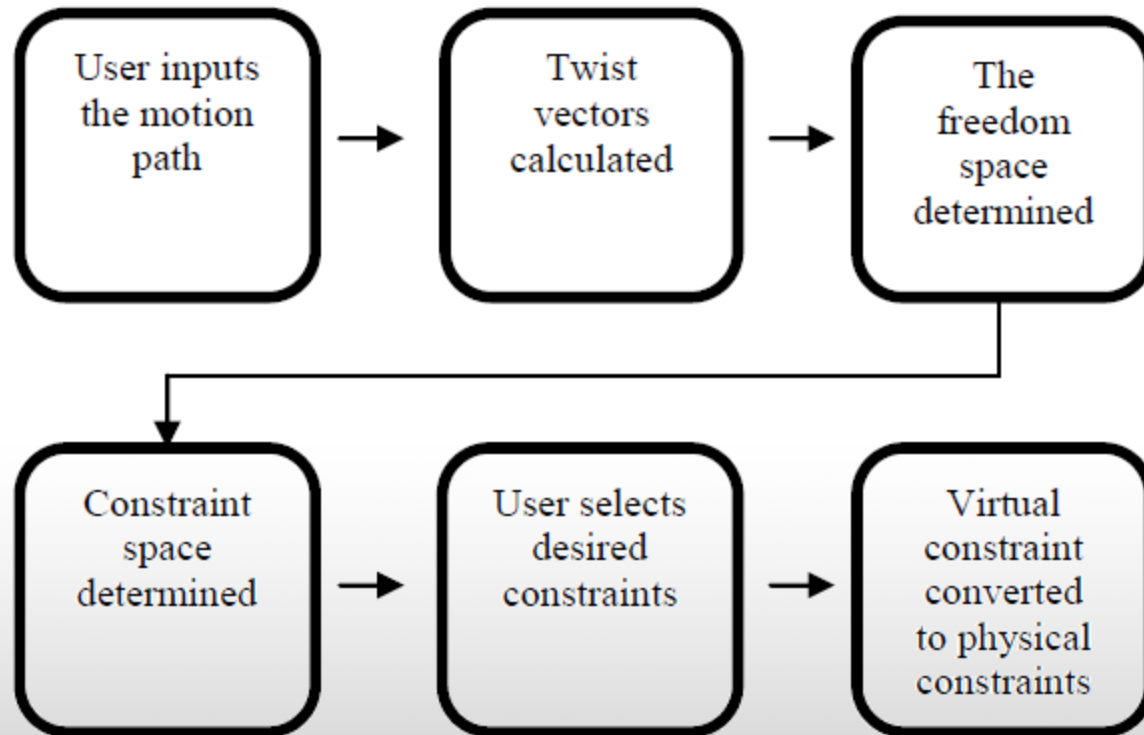 User inputs
the motion
path
Twist
vectors
calculated
The
freedom
space
determined
Constraint
space
determined
User selects
desired
constraints
Virtual
constraint
converted
to physical
constraints